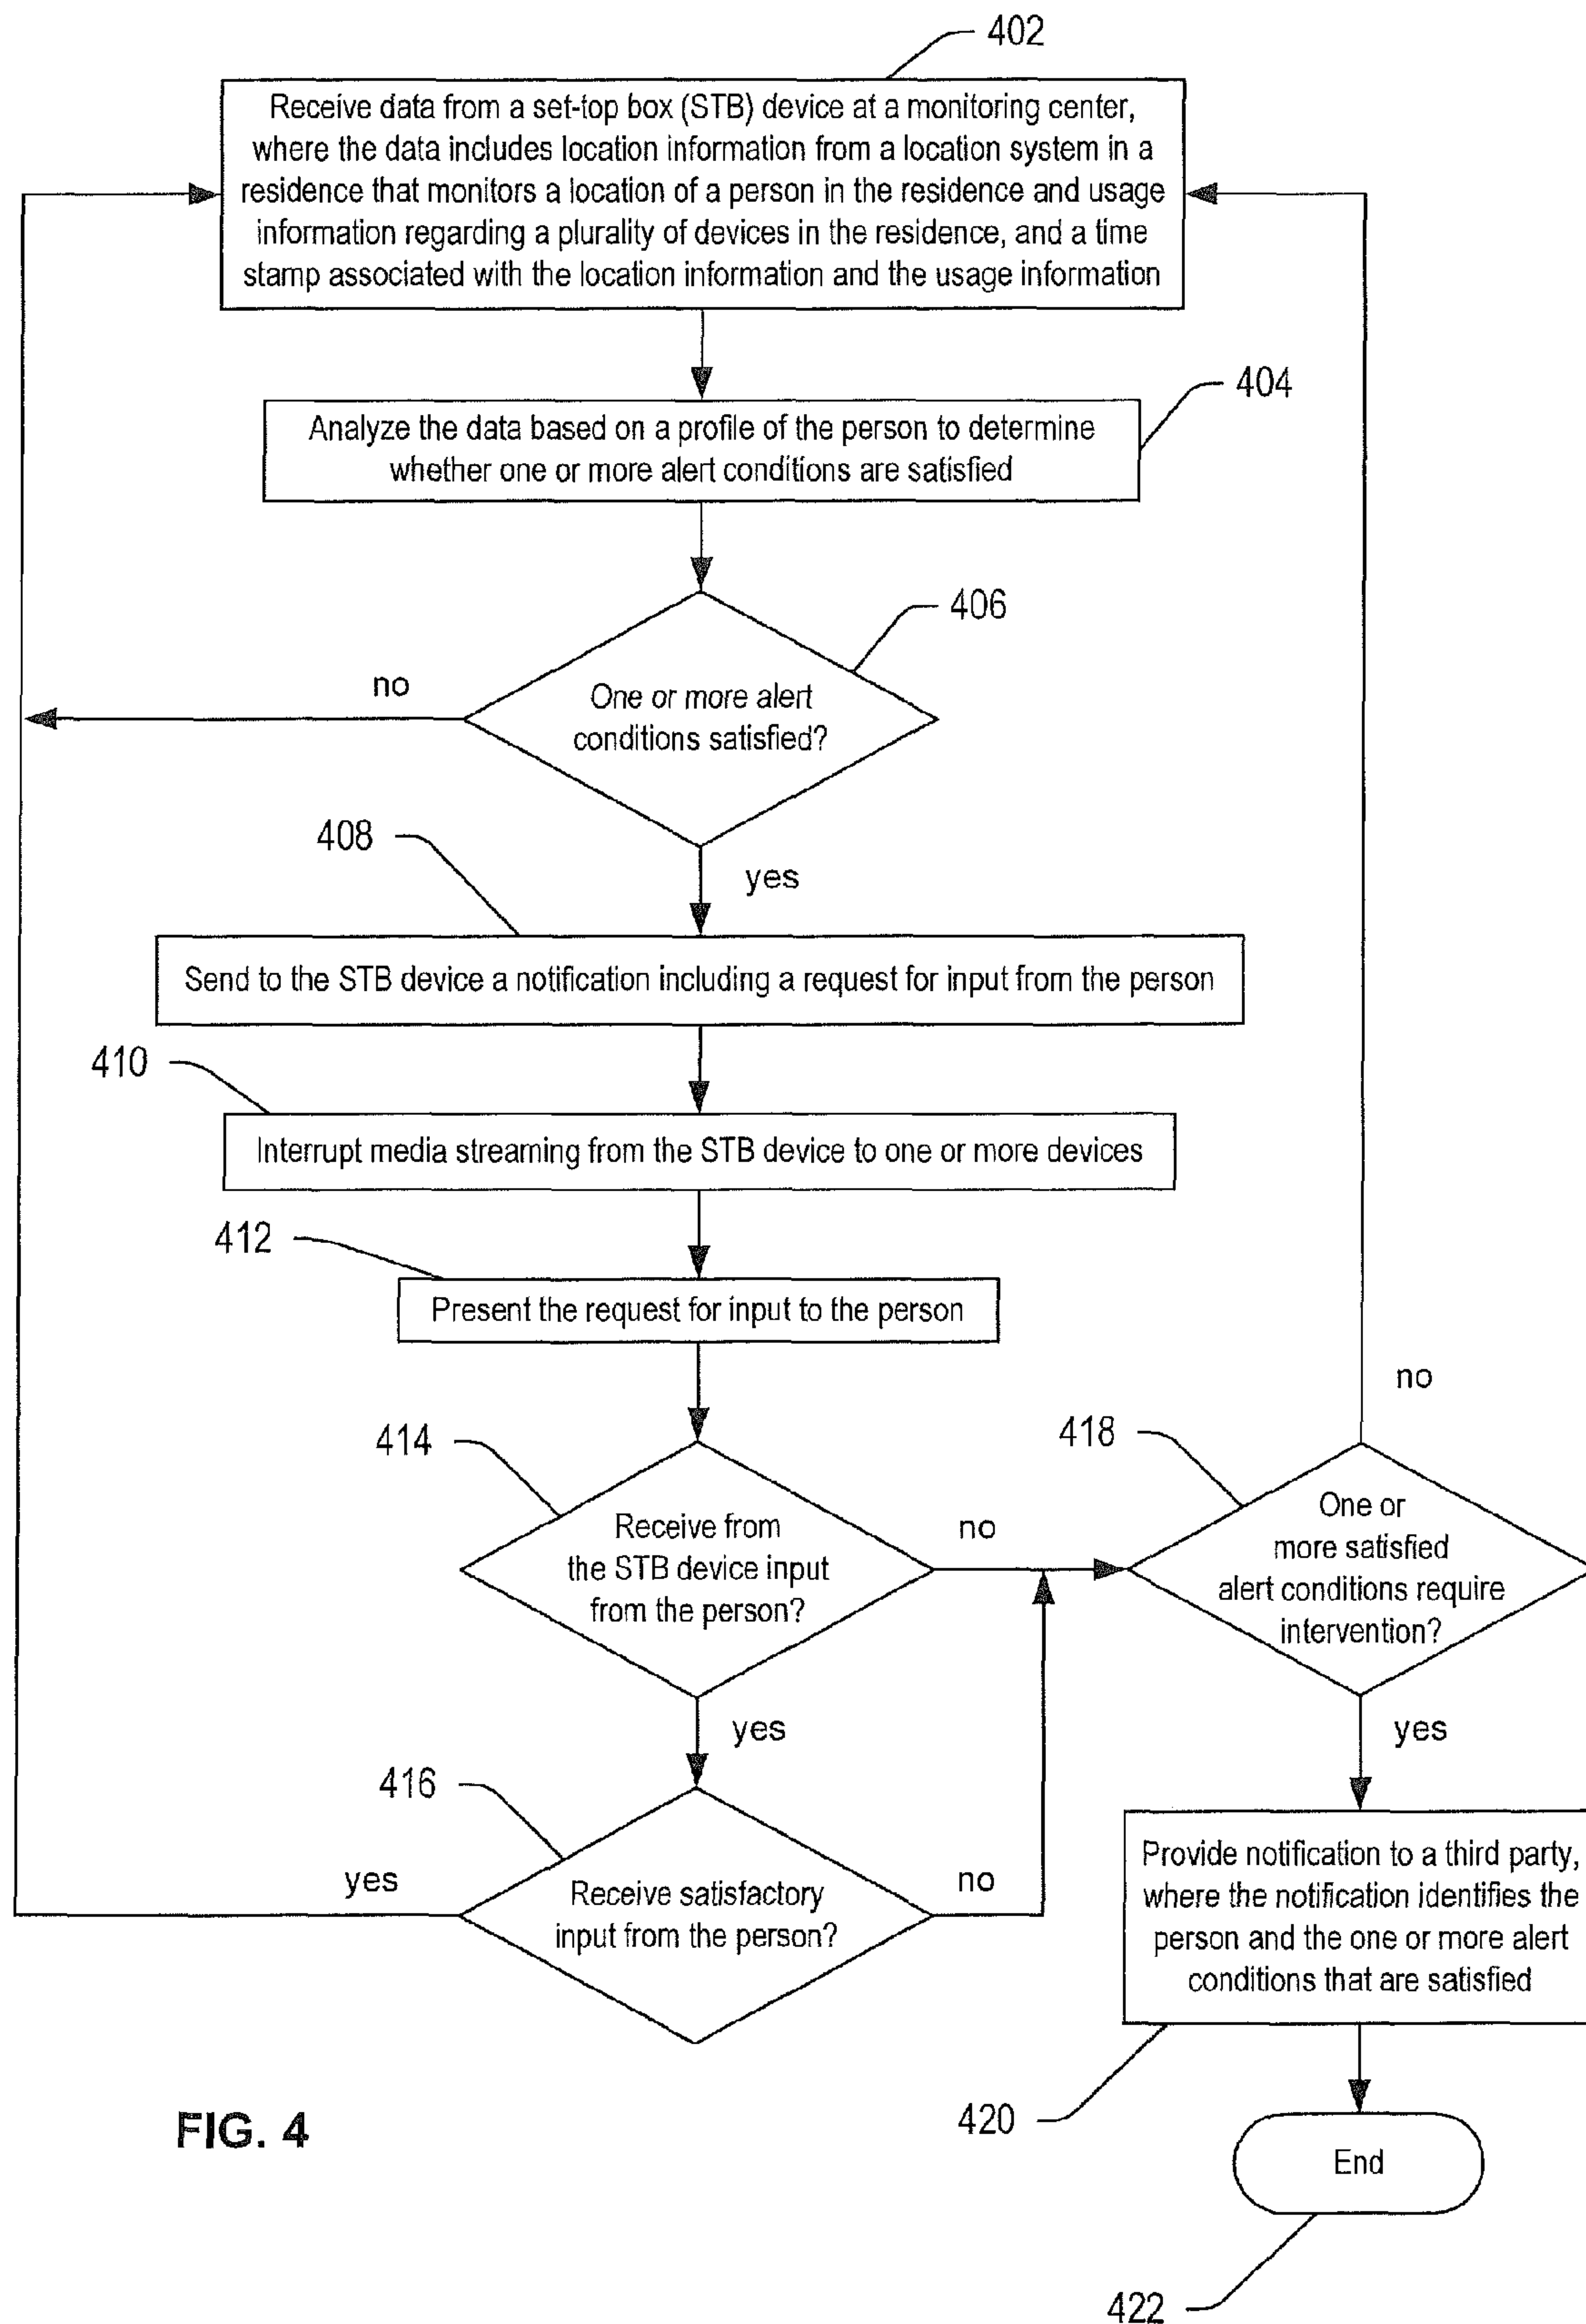 402
Receive data from a set-top box (STB) device at a monitoring center,
where the data includes location information from a location system in a
residence that monitors a location of a person in the residence and usage
information regarding a plurality of devices in the residence, and a time
stamp associated with the location information and the usage information
404
Analyze the data based on a profile of the person to determine
whether one or more alert conditions are satisfied
406
no
One or more alert
conditions satisfied?
408
yes
Send to the STB device a notification including a request for input from the person
410
Interrupt media streaming from the STB device to one or more devices
412
Present the request for input to the person
no
414
418
Receive from
the STB device input
from the person?
no
One or
more satisfied
alert conditions require
intervention?
yes
yes
416
yes
Receive satisfactory
input from the person?
no
Provide notification to a third party,
where the notification identifies the
person and the one or more alert
conditions that are satisfied
420
FIG. 4
End
422